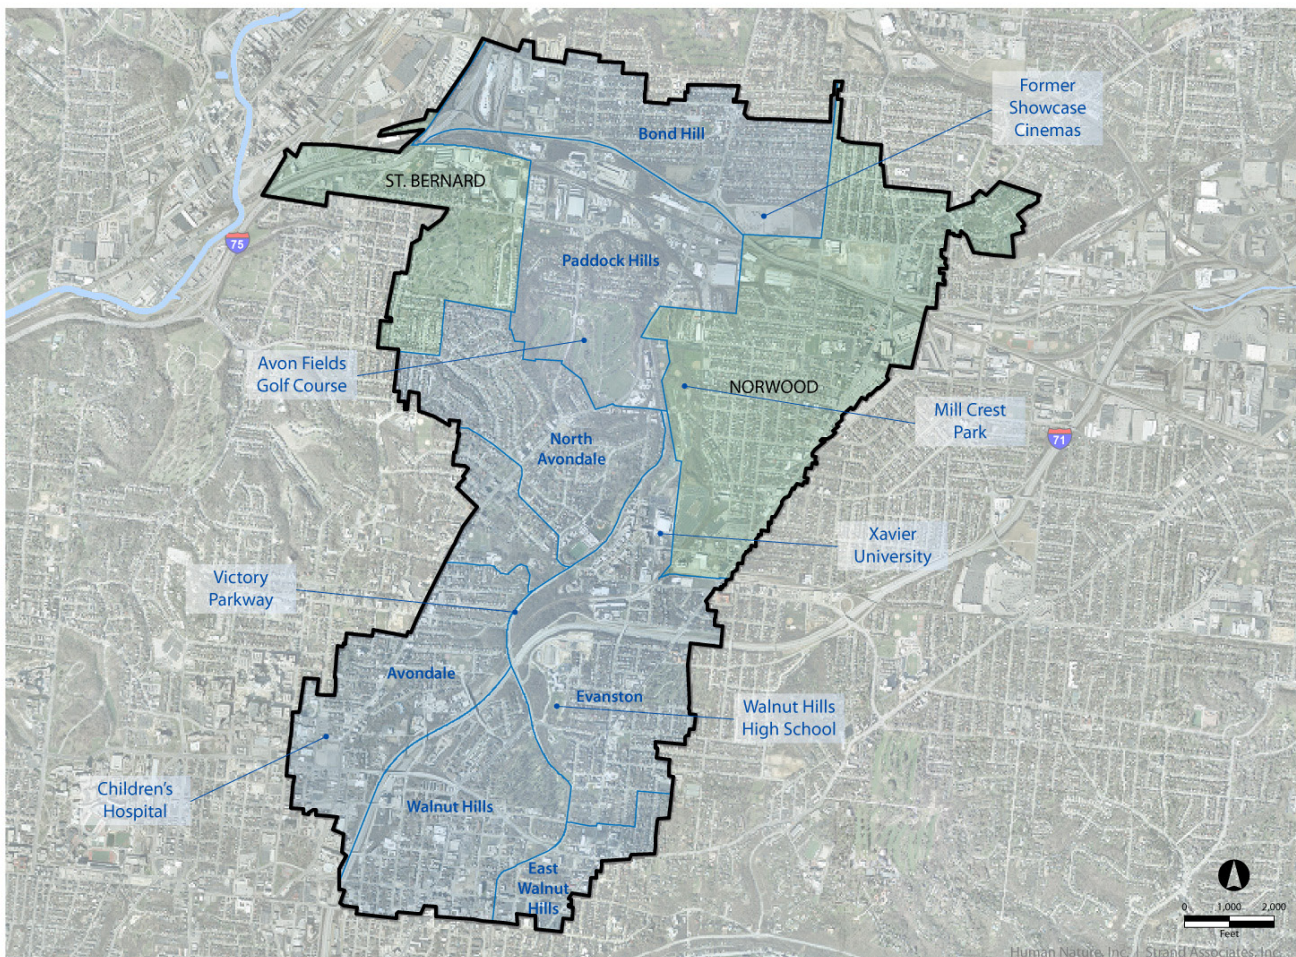 Former
Showcase
Cinemas
Bond Hill
ST. BERNARD
75
Paddock Hills
Avon Fields
Golf Course
NORWOOD
Mill Crest
Park
71
North
Avondale
Xavier
University
Victory
Parkway
Avondale
Evanston
Walnut Hills
High School
Children's
Hospital
Walnut Hills
East
Walnut
Hills
0 1,000 2,000
Feet
Human Nature, Inc. | Strand Associates, Inc.